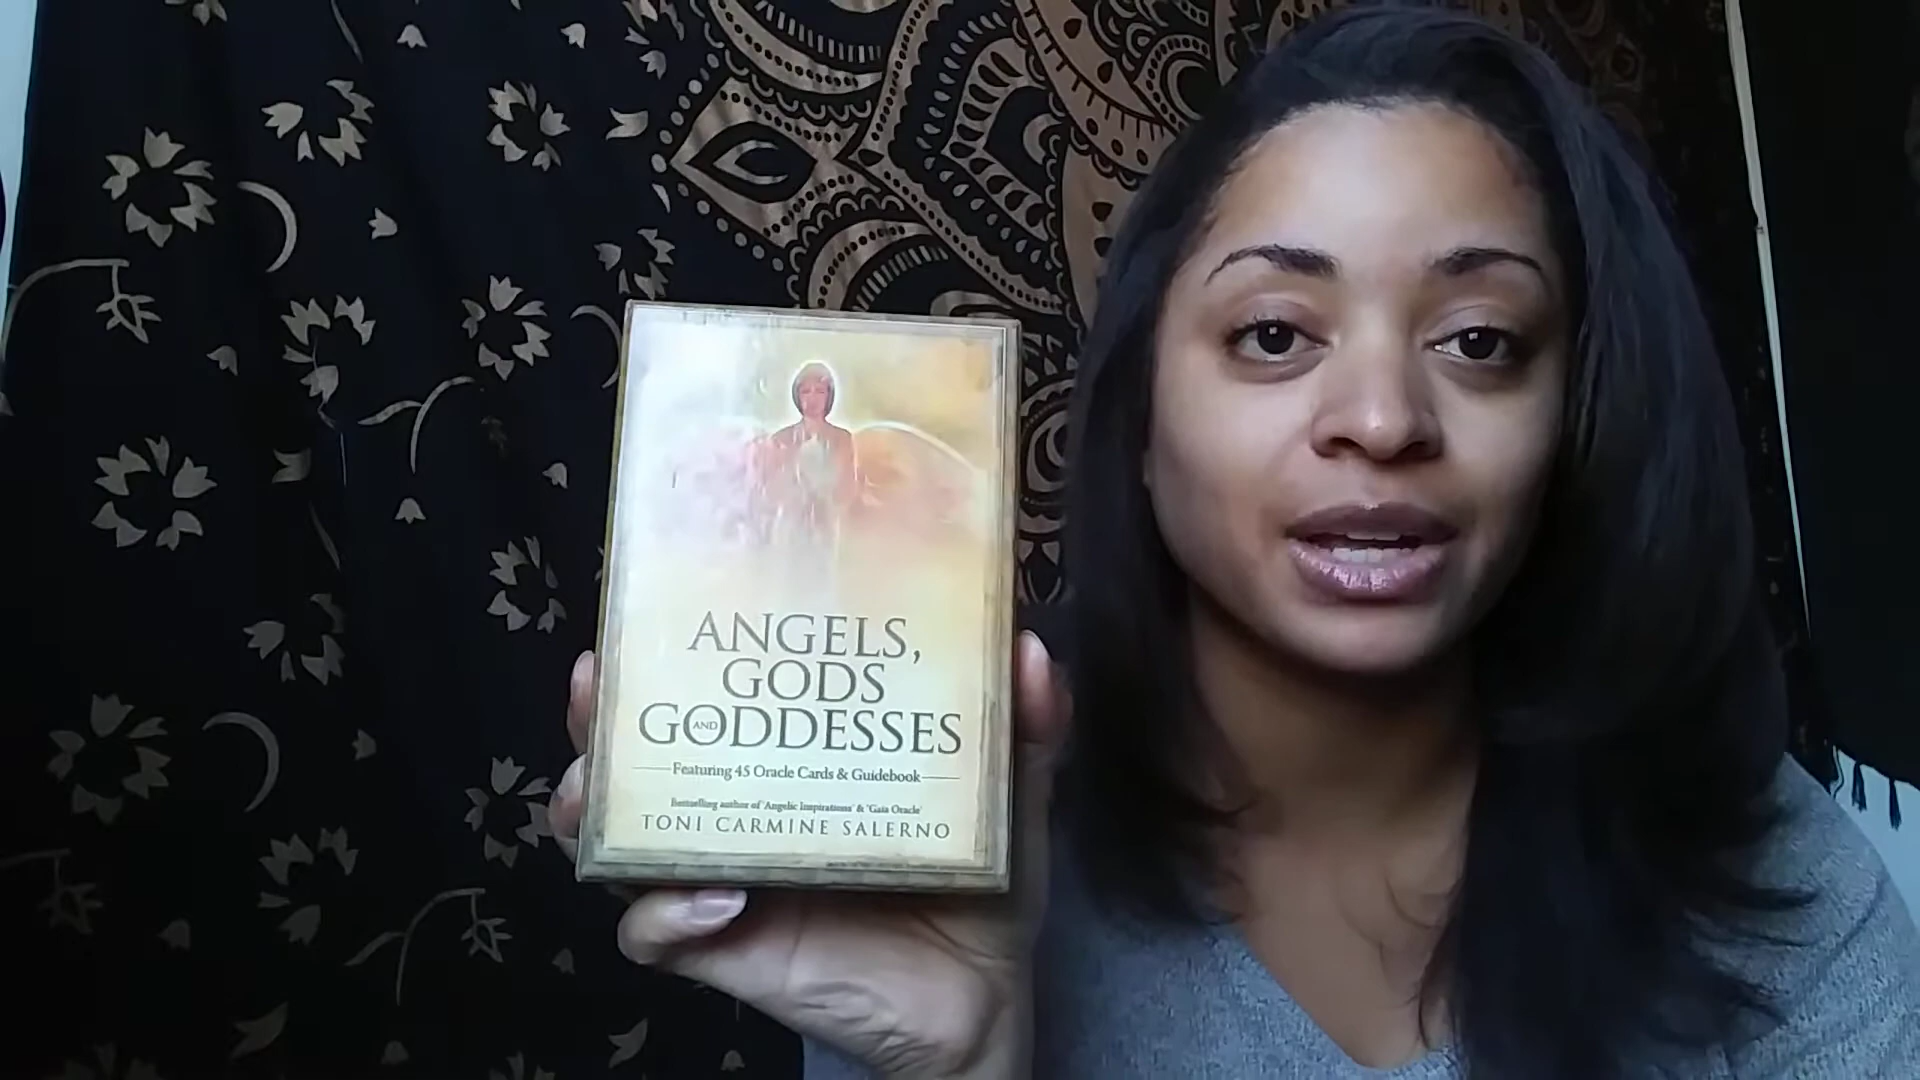 ANGELS,
GODS
AND
GODDESSES
Featuring 45 Oracle Cards & Guidebook
Bestselling author of 'Angelic Inspirations' & 'Gaia Oracle'
TONI CARMINE SALERNO